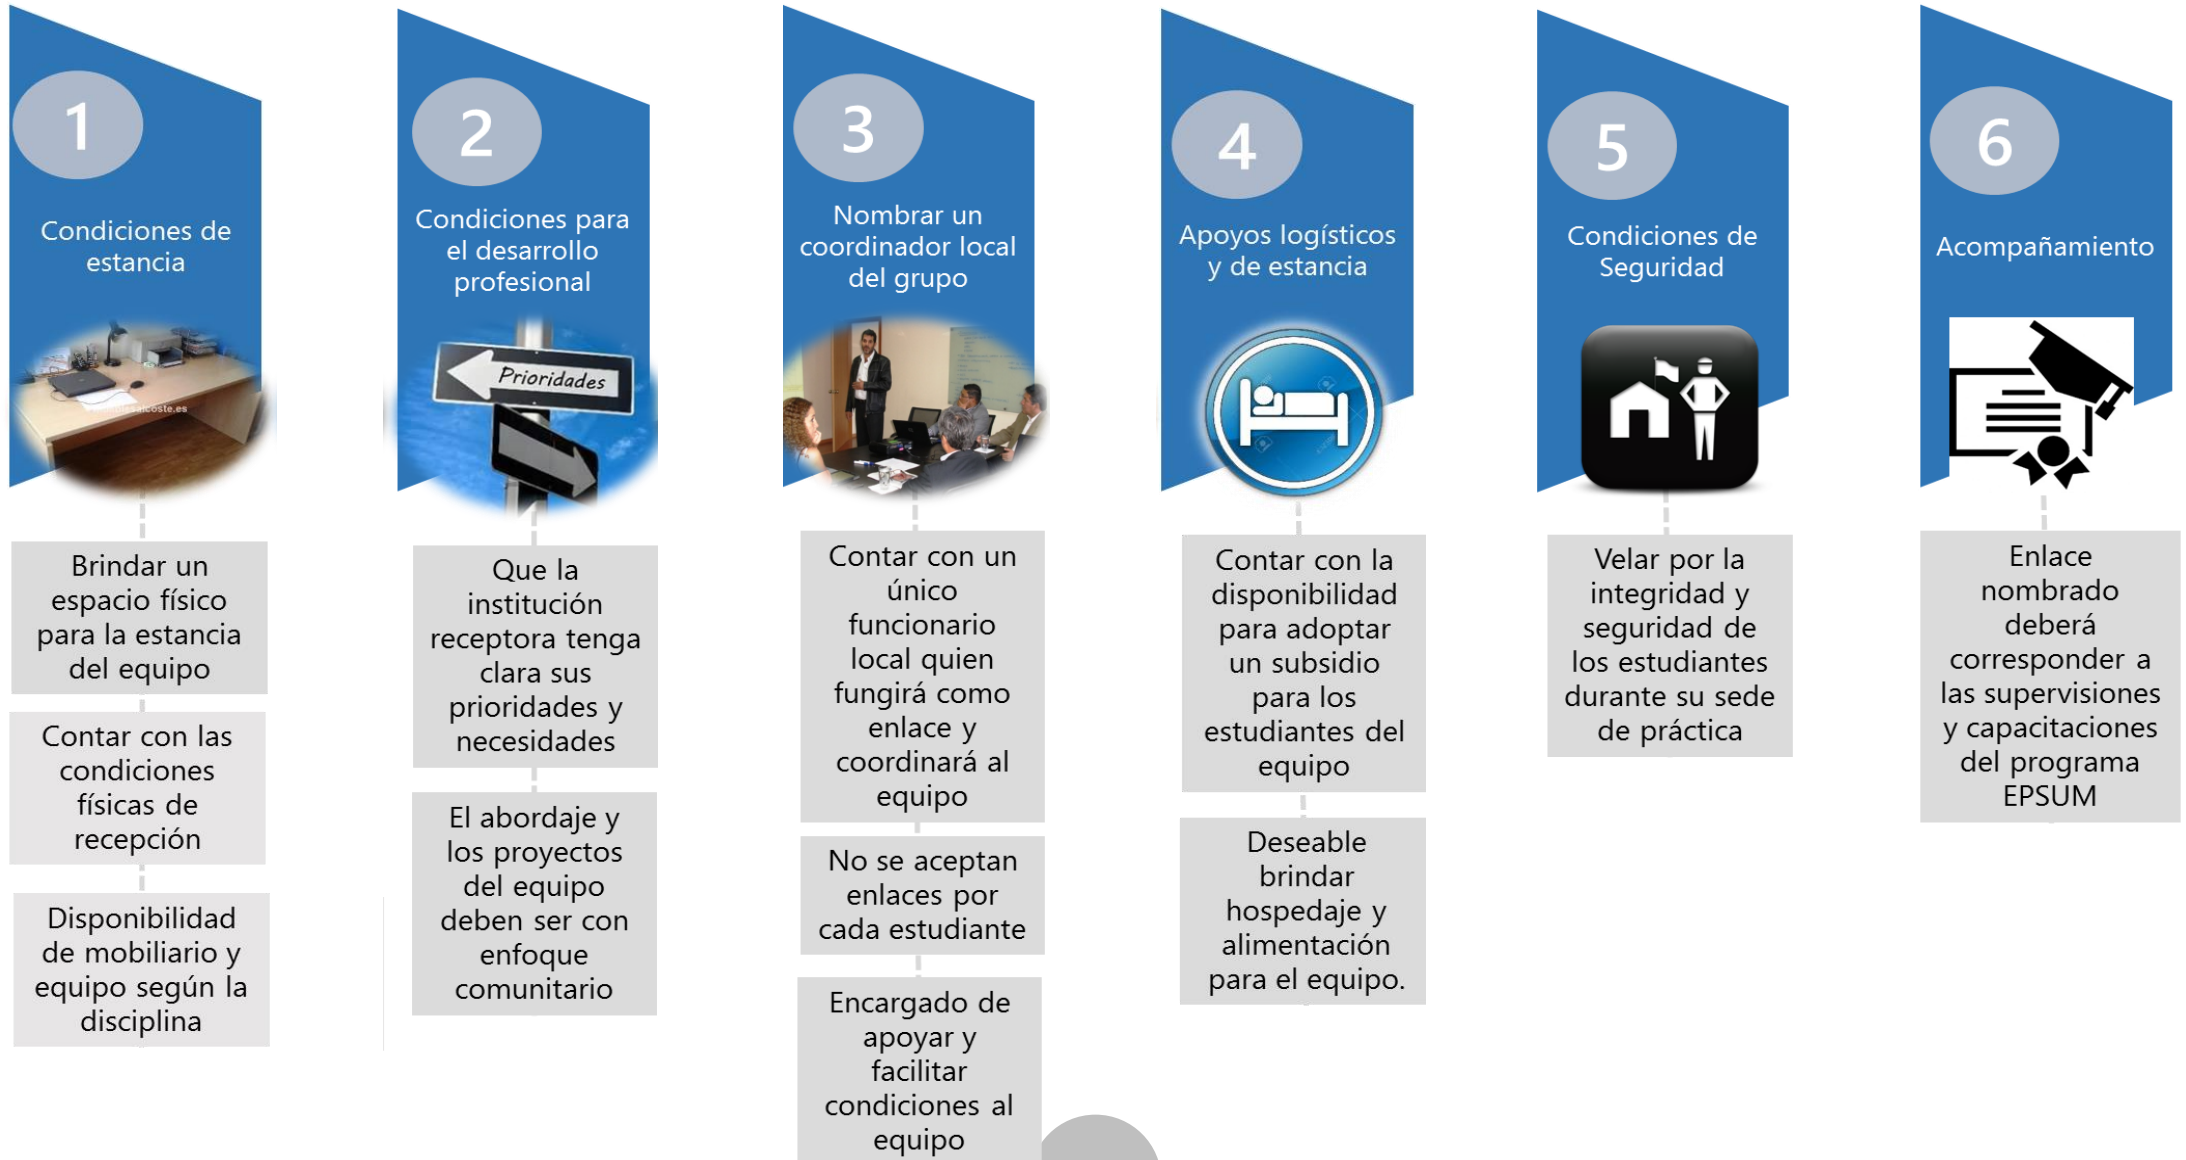 1
Condiciones de
estancia
Brindar un
espacio físico
para la estancia
del equipo
Contar con las
condiciones
físicas de
recepción
Disponibilidad
de mobiliario y
equipo según la
disciplina
2
Condiciones para
el desarrollo
profesional
Prioridades
Que la
institución
receptora tenga
clara sus
prioridades y
necesidades
El abordaje y
los proyectos
del equipo
deben ser con
enfoque
comunitario
3
Nombrar un
coordinador local
del grupo
Contar con un
único
funcionario
local quien
fungirá como
enlace y
coordinará al
equipo
No se aceptan
enlaces por
cada estudiante
Encargado de
apoyar y
facilitar
condiciones al
equipo
4
Apoyos logísticos
y de estancia
Contar con la
disponibilidad
para adoptar
un subsidio
para los
estudiantes del
equipo
Deseable
brindar
hospedaje y
alimentación
para el equipo.
5
Condiciones de
Seguridad
Velar por la
integridad y
seguridad de
los estudiantes
durante su sede
de práctica
6
Acompañamiento
Enlace
nombrado
deberá
corresponder a
las supervisiones
y capacitaciones
del programa
EPSUM